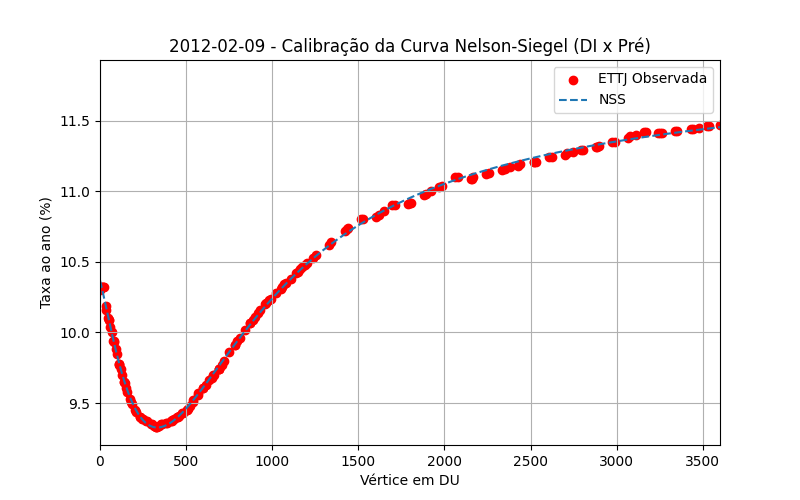 2012-02-09 - Calibração da Curva Nelson-Siegel (DI x Pré)
ETTJ Observada
NSS
Taxa ao ano (%)
11.5
11.0
10.5
10.0
9.5
0 500 1000 1500 2000 2500 3000 3500
Vértice em DU